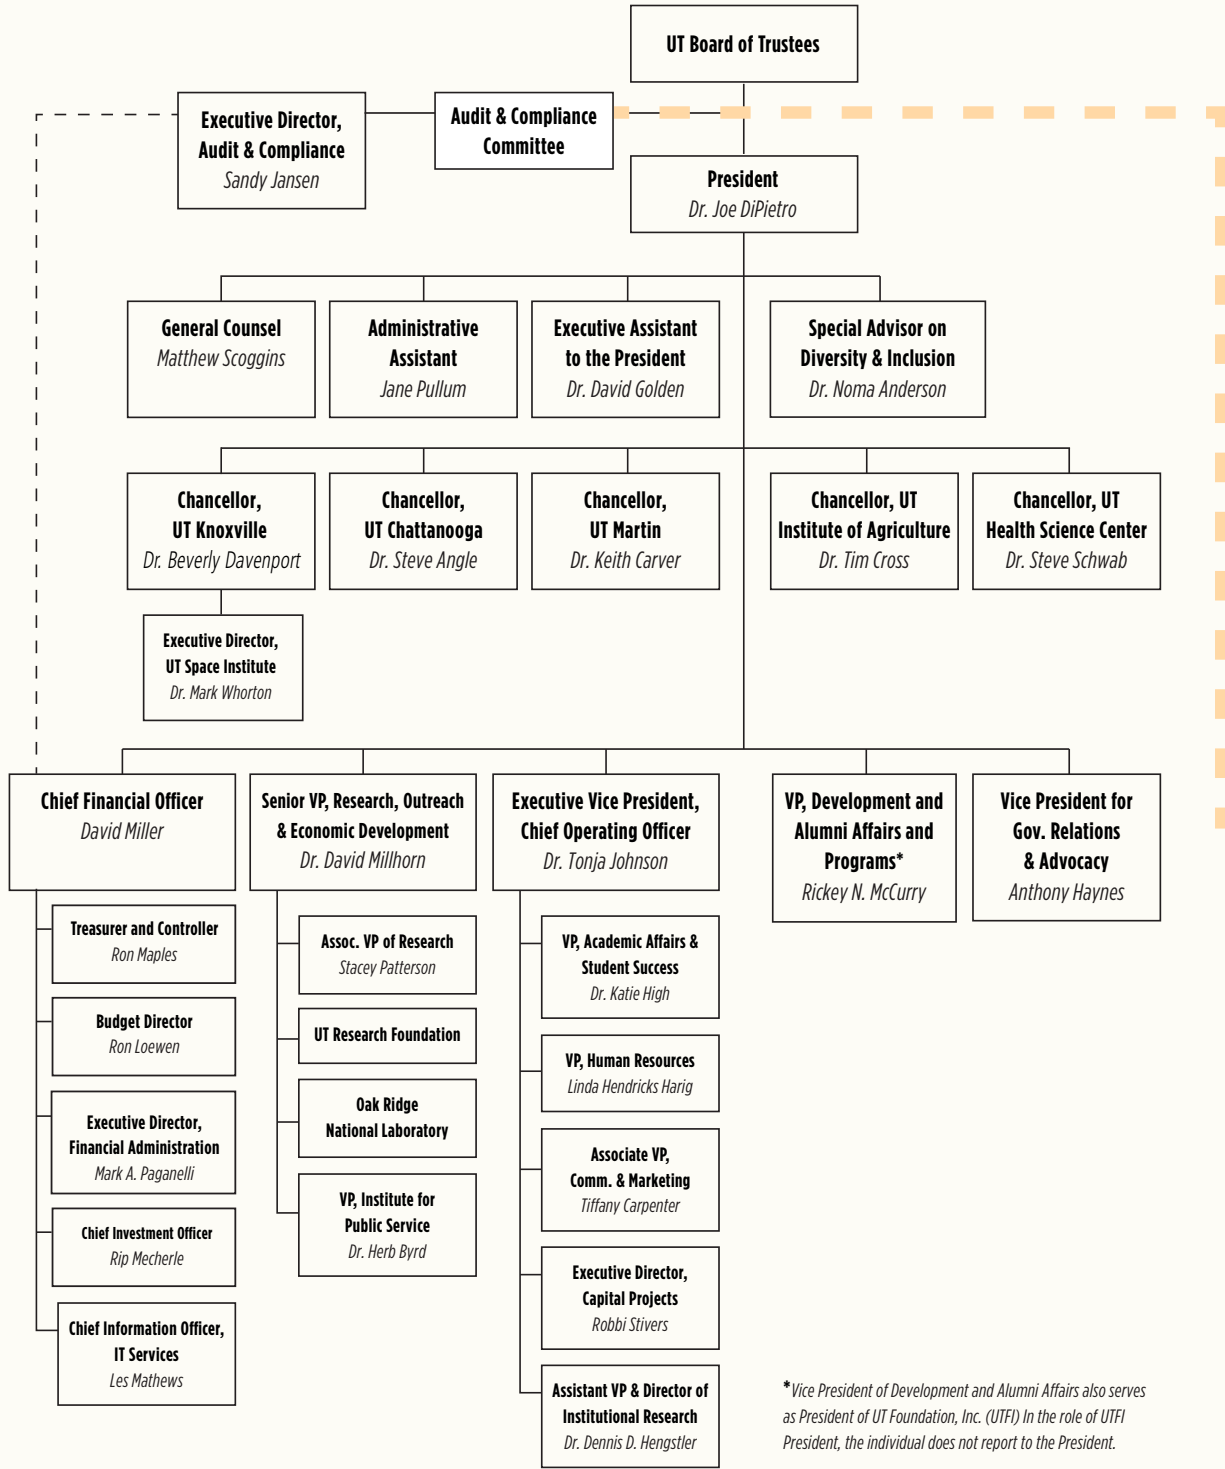 UT Board of Trustees
Executive Director,
Audit & Compliance
Sandy Jansen
Audit & Compliance
Committee
President
Dr. Joe DiPietro
General Counsel
Matthew Scoggins
Administrative
Assistant
Jane Pullum
Executive Assistant
to the President
Dr. David Golden
Special Advisor on
Diversity & Inclusion
Dr. Noma Anderson
Chancellor,
UT Knoxville
Dr. Beverly Davenport
Chancellor,
UT Chattanooga
Dr. Steve Angle
Chancellor,
UT Martin
Dr. Keith Carver
Chancellor, UT
Institute of Agriculture
Dr. Tim Cross
Chancellor, UT
Health Science Center
Dr. Steve Schwab
Executive Director,
UT Space Institute
Dr. Mark Whorton
Chief Financial Officer
David Miller
Senior VP, Research, Outreach
& Economic Development
Dr. David Millhorn
Executive Vice President,
Chief Operating Officer
Dr. Tonja Johnson
VP, Development and
Alumni Affairs and
Programs*
Rickey N. McCurry
Vice President for
Gov. Relations
& Advocacy
Anthony Haynes
Treasurer and Controller
Ron Maples
Budget Director
Ron Loewen
Executive Director,
Financial Administration
Mark A. Paganelli
Chief Investment Officer
Rip Mecherle
Chief Information Officer,
IT Services
Les Mathews
Assoc. VP of Research
Stacey Patterson
UT Research Foundation
Oak Ridge
National Laboratory
VP, Institute for
Public Service
Dr. Herb Byrd
VP, Academic Affairs &
Student Success
Dr. Katie High
VP, Human Resources
Linda Hendricks Harig
Associate VP,
Comm. & Marketing
Tiffany Carpenter
Executive Director,
Capital Projects
Robbi Stivers
Assistant VP & Director of
Institutional Research
Dr. Dennis D. Hengstler
*Vice President of Development and Alumni Affairs also serves
as President of UT Foundation, Inc. (UTFI) In the role of UTFI
President, the individual does not report to the President.